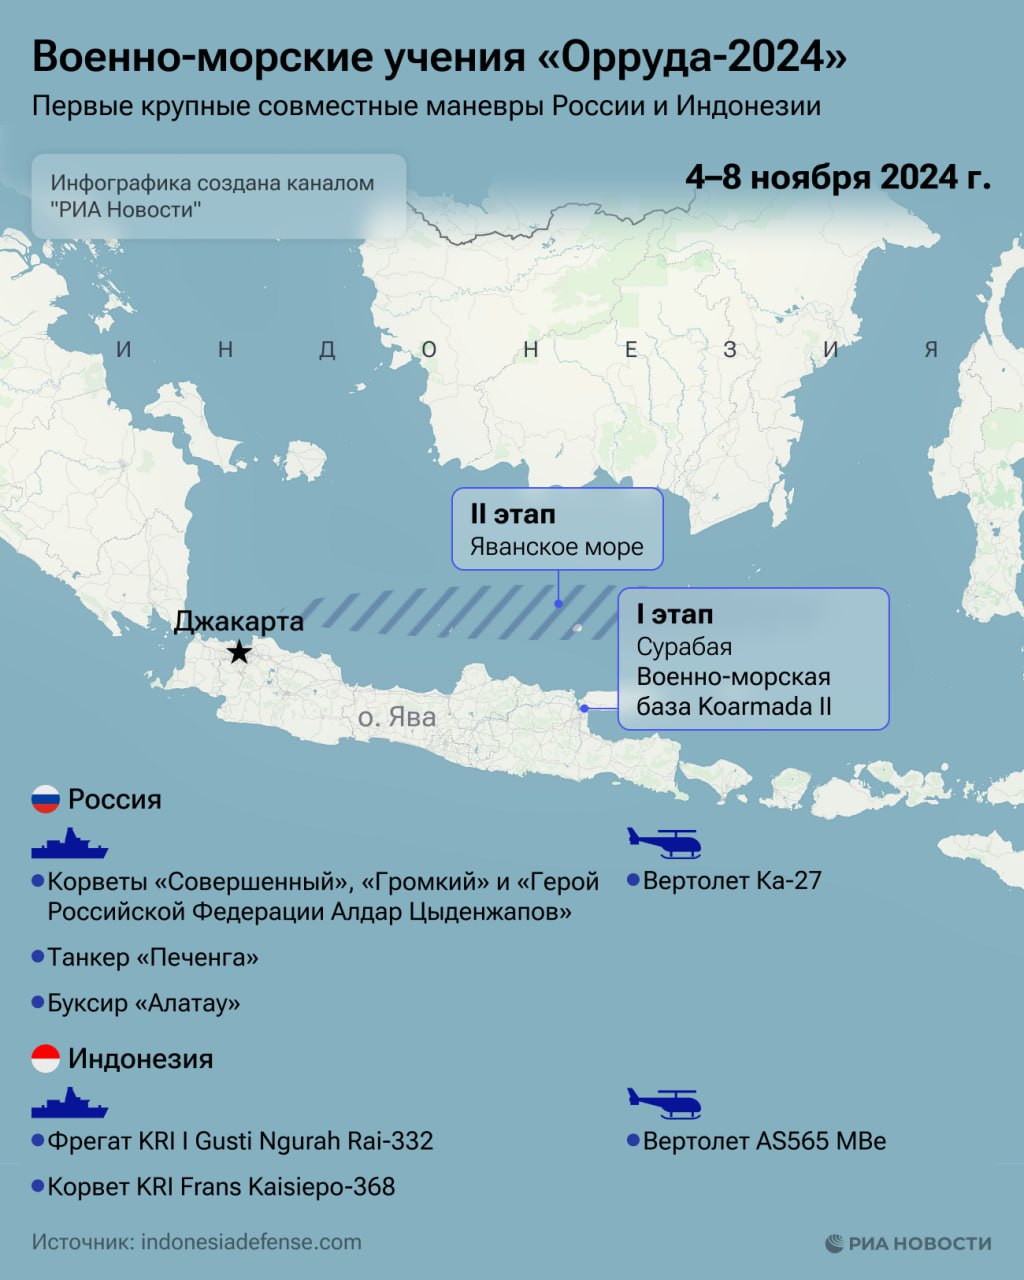 Военно-морские учения «Орруда-2024»
Первые крупные совместные маневры России и Индонезии
Инфографика создана каналом
"РИА Новости"
4–8 ноября 2024 г.
ИНДОНЕЗИЯ
II этап
Яванское море
Джакарта
I этап
Сурабая
Военно-морская
база Koarmada II
о. Ява
Россия
Корветы «Совершенный», «Громкий» и «Герой
Российской Федерации Алдар Цыденжапов»
Вертолет Ка-27
Танкер «Печенга»
Буксир «Алатау»
Индонезия
Фрегат KRI I Gusti Ngurah Rai-332
Вертолет AS565 MBe
Корвет KRI Frans Kaisiepo-368
Источник: indonesiadefense.com
РИА НОВОСТИ